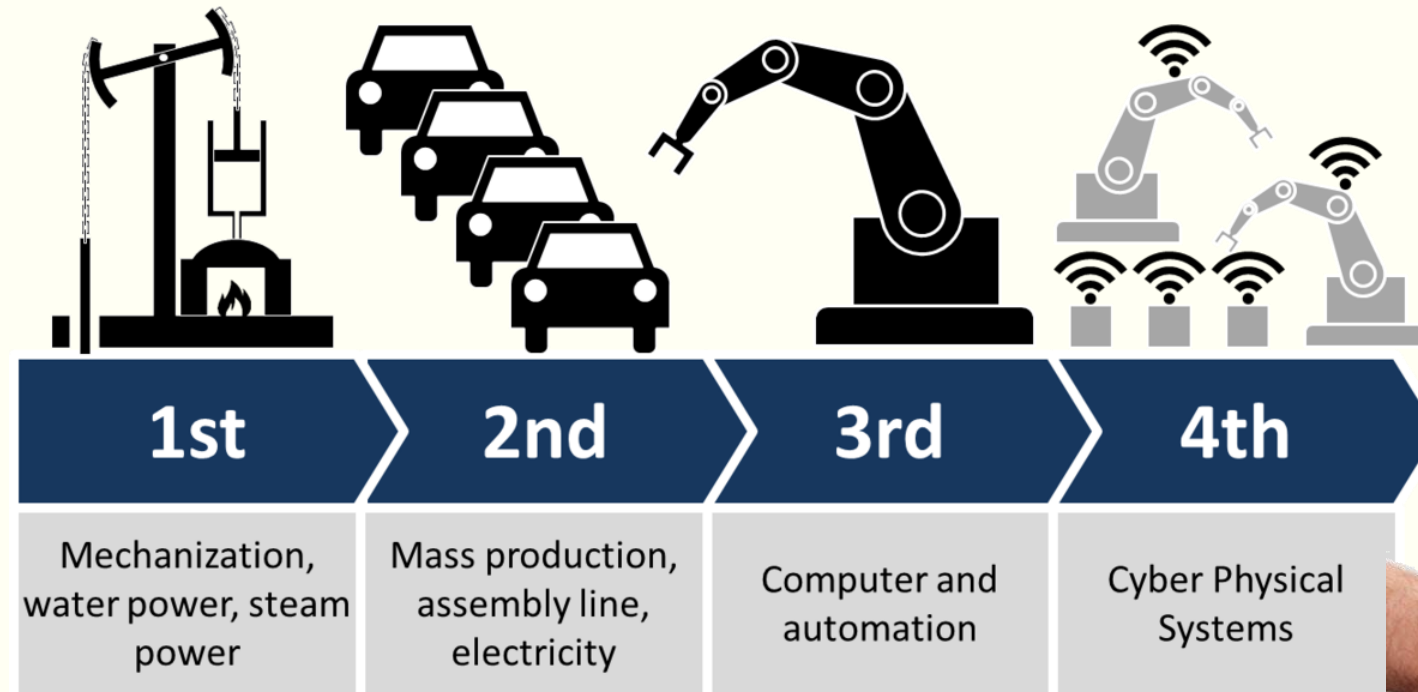 1st
2nd
3rd
4th
Mechanization,
water power, steam
power
Mass production,
assembly line,
electricity
Computer and
automation
Cyber Physical
Systems